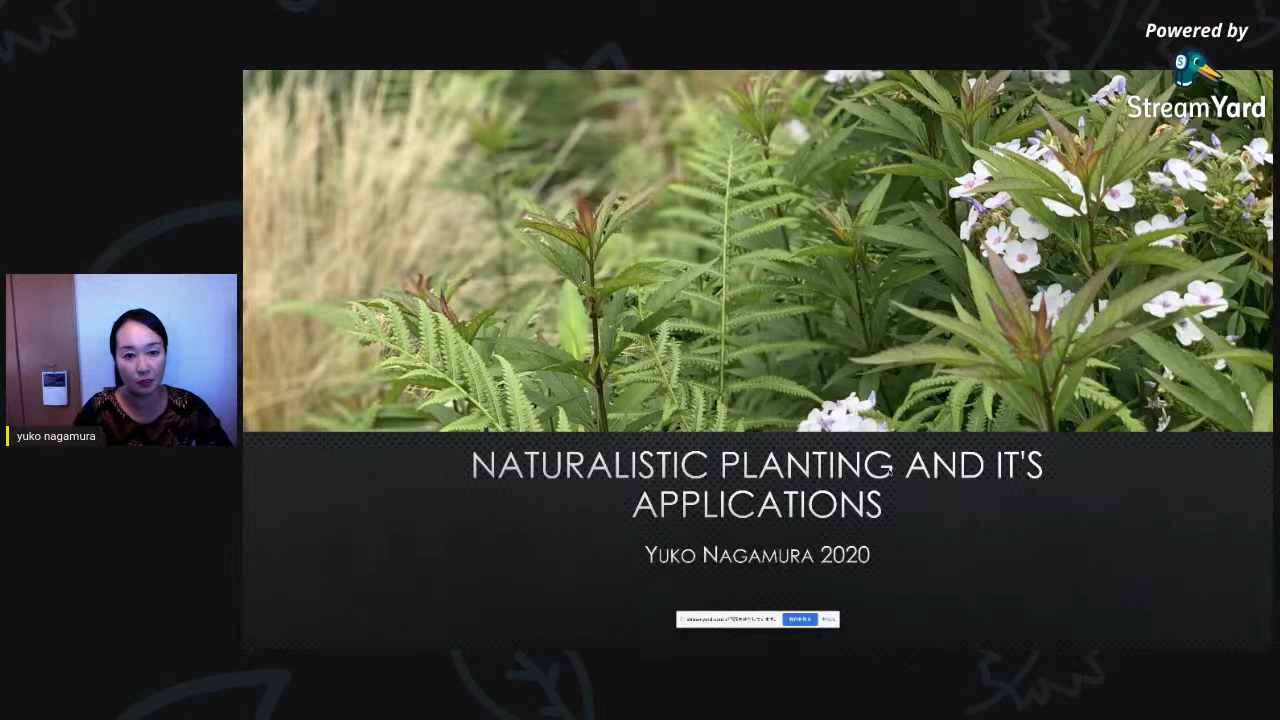 Powered by
StreamYard
NATURALISTIC PLANTING AND IT'S
APPLICATIONS
YUKO NAGAMURA 2020
yuko nagamura